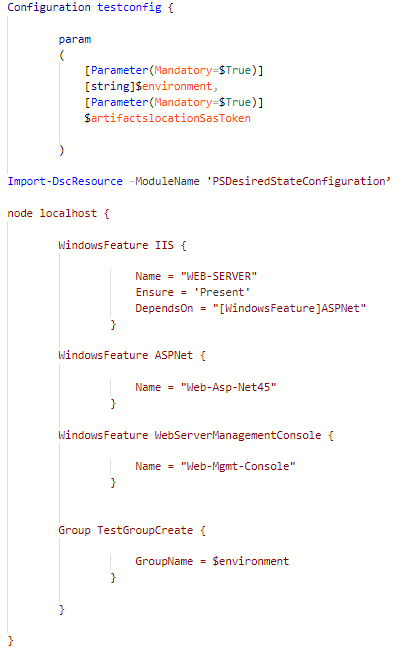 Configuration testconfig {
param
(
[Parameter(Mandatory=$True)]
[string]$environment,
[Parameter(Mandatory=$True)]
$artifactslocationSasToken
)
Import-DscResource -ModuleName 'PSDesiredStateConfiguration’
node localhost {
WindowsFeature IIS {
Name = "WEB-SERVER"
Ensure = 'Present'
DependsOn = "[WindowsFeature]ASPNet"
}
WindowsFeature ASPNet {
Name = "Web-Asp-Net45"
}
WindowsFeature WebServerManagementConsole {
Name = "Web-Mgmt-Console"
}
Group TestGroupCreate {
GroupName = $environment
}
}
}